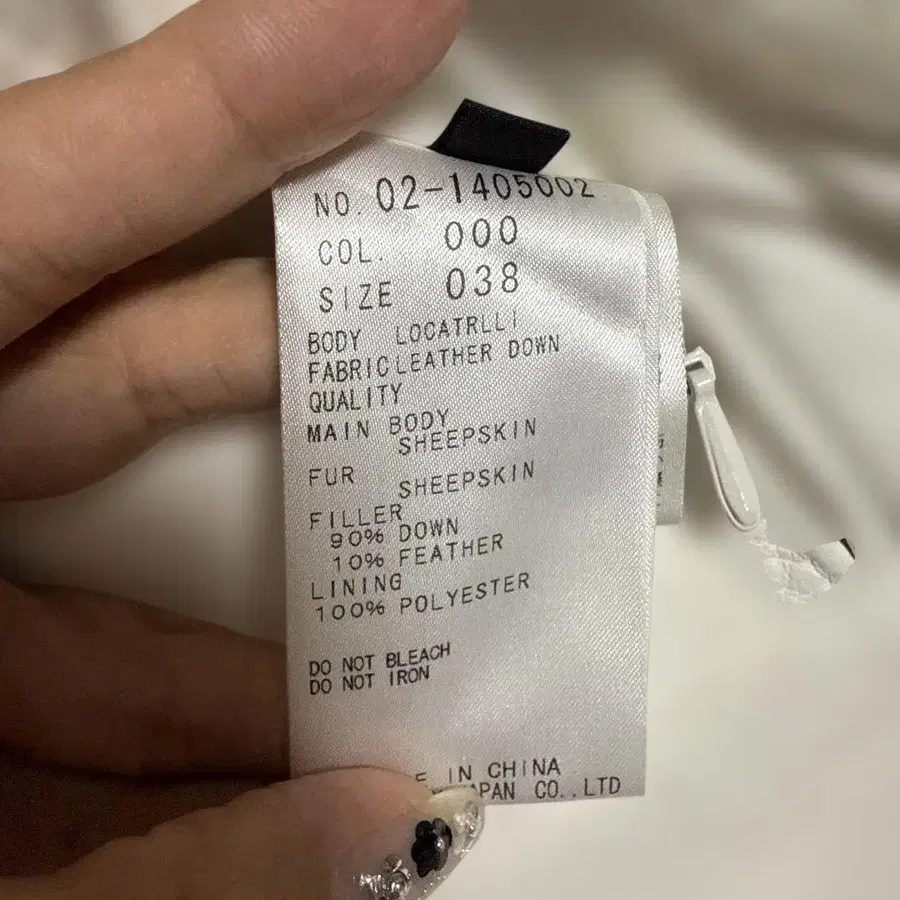 NO. 02-1405002
COL. 000
SIZE 038
BODY LOCATRLLI
FABRIC LEATHER DOWN
QUALITY
MAIN BODY
SHEEPSKIN
FUR
SHEEPSKIN
FILLER
90% DOWN
10% FEATHER
LINING
100% POLYESTER
DO NOT BLEACH
DO NOT IRON
IN CHINA
CO.,LTD